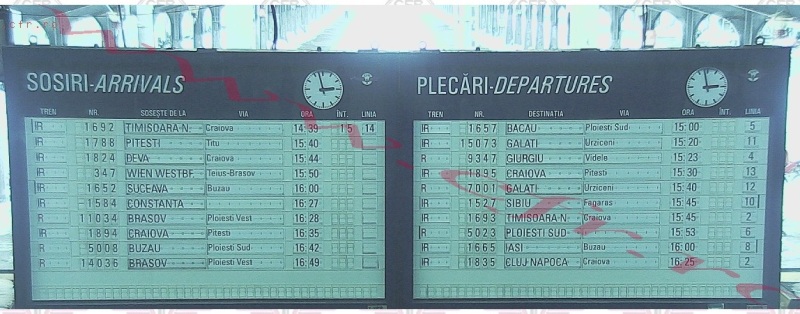 SOSIRI-ARRIVALS
TREN NR. SOSEȘTE DE LA VIA ORA ÎNT. LINIA
IR 1692 TIMISOARA N. Craiova 14:39 15 14
IR 1788 PITESTI Titu 15:40
IR 1824 DEVA Craiova 15:44
IR 347 WIEN WESTBF. Teius-Brasov 15:50
IR 1652 SUCEAVA Buzau 16:00
IR 1584 CONSTANTA 16:27
R 11034 BRASOV Ploiesti Vest 16:28
IR 1894 CRAIOVA Pitesti 16:35
R 5008 BUZAU Ploiesti Sud 16:42
R 14036 BRASOV Ploiesti Vest 16:49
PLECĂRI-DEPARTURES
TREN NR. DESTINATIA VIA ORA ÎNT. LINIA
IR 1657 BACAU Ploiesti Sud 15:00 5
IR 15073 GALATI Urziceni 15:20 11
R 9347 GIURGIU Videle 15:23 4
IR 1895 CRAIOVA Pitesti 15:30 13
R 7001 GALATI Urziceni 15:40 12
IR 1527 SIBIU Fagaras 15:45 10
IR 1693 TIMISOARA N. Craiova 15:45 2
R 5023 PLOIESTI SUD 15:53 6
IR 1665 IASI Buzau 16:00 8
IR 1835 CLUJ NAPOCA Craiova 16:25 2